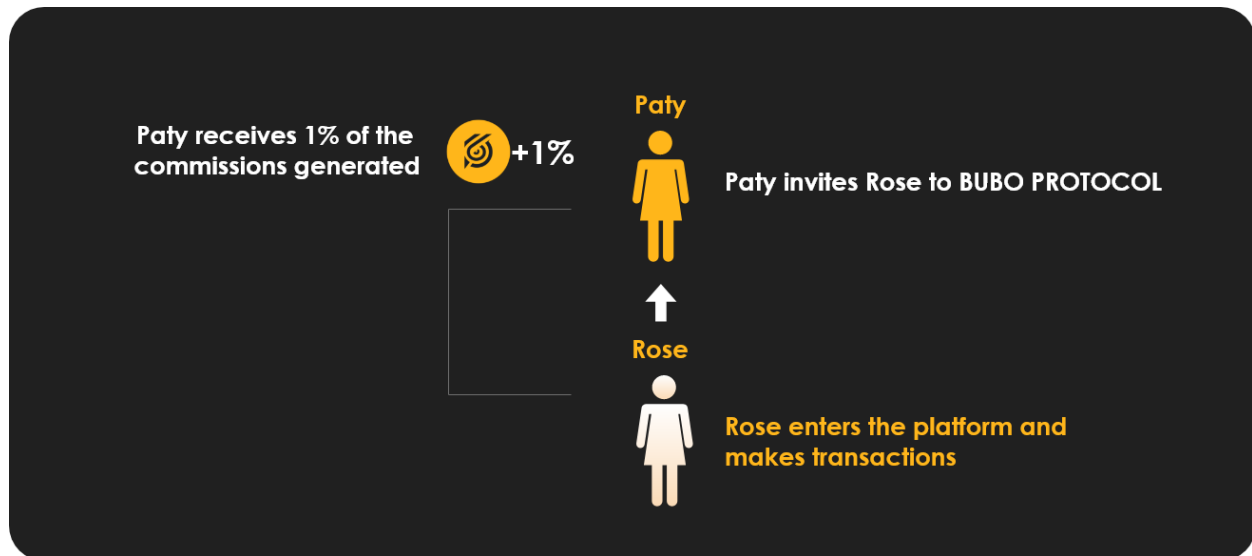 Paty
Paty receives 1% of the
commissions generated
+1%
Paty invites Rose to BUBO PROTOCOL
Rose
Rose enters the platform and
makes transactions